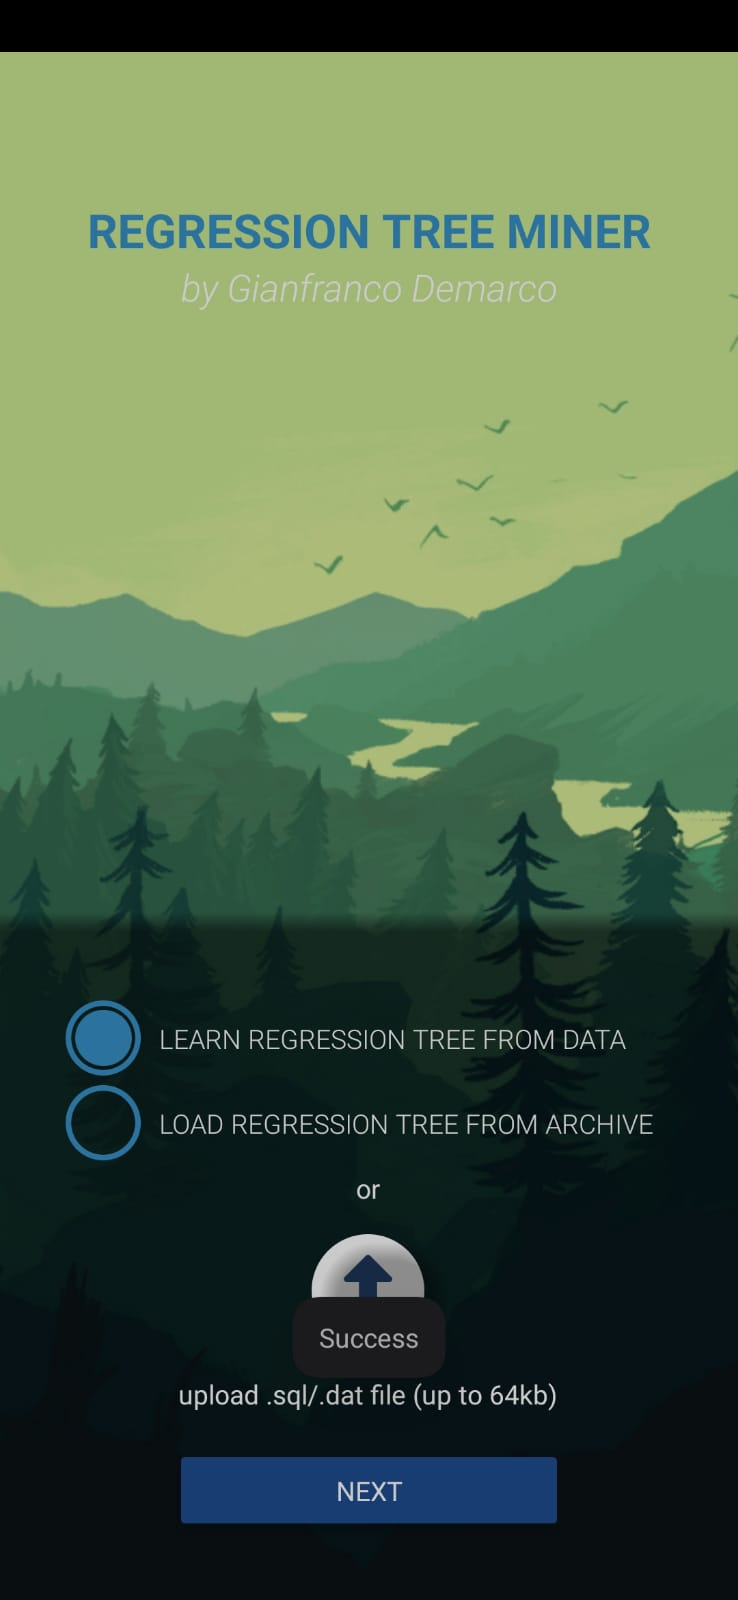 REGRESSION TREE MINER
by Gianfranco Demarco
LEARN REGRESSION TREE FROM DATA
LOAD REGRESSION TREE FROM ARCHIVE
or
Success
upload .sql/.dat file (up to 64kb)
NEXT